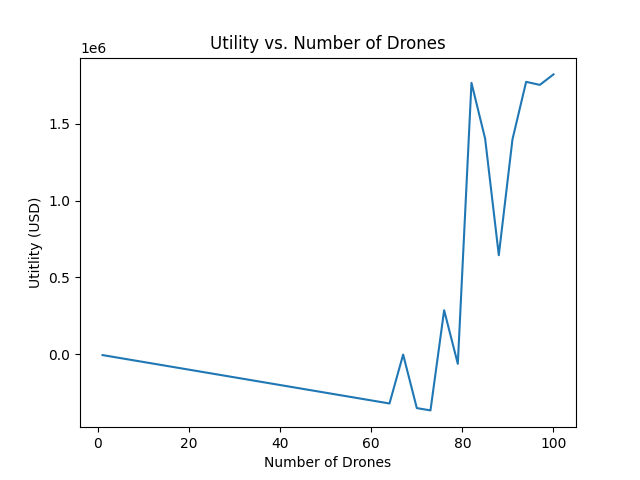 Utility vs. Number of Drones
1e6
1.5
1.0
0.5
0.0
Utitlity (USD)
0 20 40 60 80 100
Number of Drones